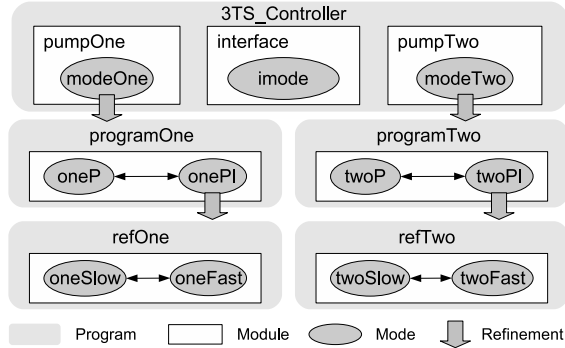 3TS_Controller
pumpOne interface pumpTwo
modeOne imode modeTwo
programOne programTwo
oneP onePI twoP twoPI
refOne refTwo
oneSlow oneFast twoSlow twoFast
Program Module Mode Refinement